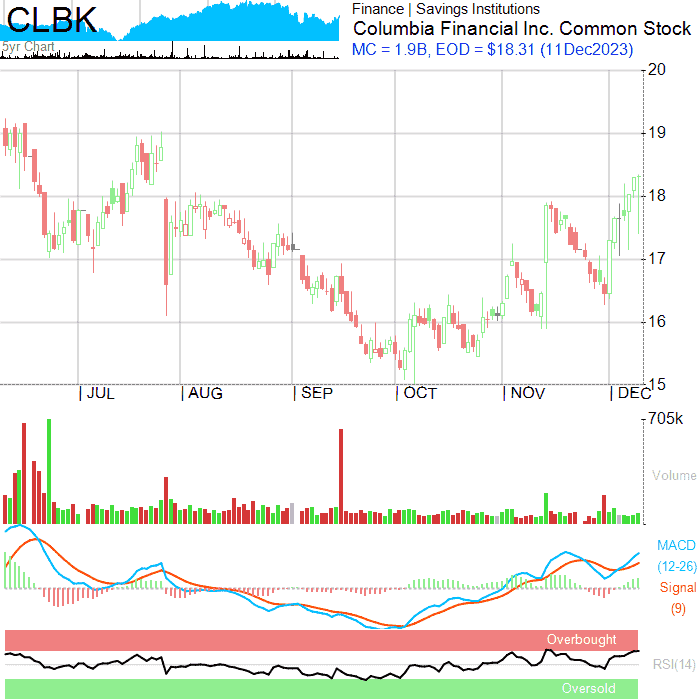 CLBK
Finance | Savings Institutions
Columbia Financial Inc. Common Stock
MC = 1.9B, EOD = $18.31 (11Dec2023)
5yr Chart
20
19
18
17
16
15
| JUL | AUG | SEP | OCT | NOV | DEC
705k
Volume
MACD
(12-26)
Signal
(9)
Overbought
RSI(14)
Oversold